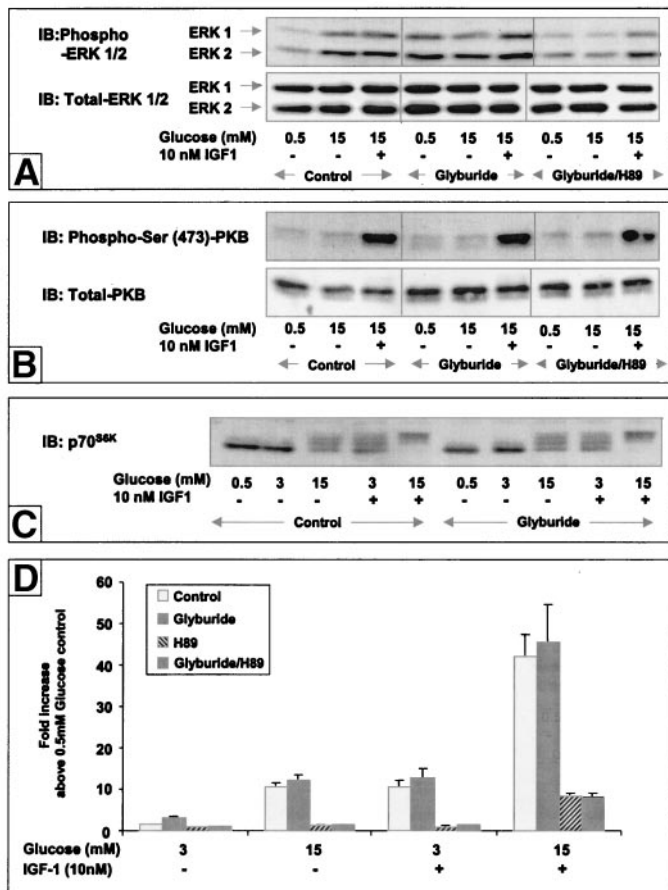 IB:Phospho
-ERK 1/2
ERK 1
ERK 2
IB: Total-ERK 1/2
ERK 1
ERK 2
Glucose (mM) 0.5 15 15 0.5 15 15 0.5 15 15
10 nM IGF1 - - + - - + - - +
Control Glyburide Glyburide/H89
A
IB: Phospho-Ser (473)-PKB
IB: Total-PKB
Glucose (mM) 0.5 15 15 0.5 15 15 0.5 15 15
10 nM IGF1 - - + - - + - - +
Control Glyburide Glyburide/H89
B
IB: p70S6K
Glucose (mM) 0.5 3 15 3 15 0.5 3 15 3 15
10 nM IGF1 - - - + + - - - + +
Control Glyburide
C
D
Fold increase
above 0.5mM Glucose control
60
50
40
30
20
10
0
Control
Glyburide
H89
Glyburide/H89
Glucose (mM) 3 15 3 15
IGF-1 (10nM) - - + +